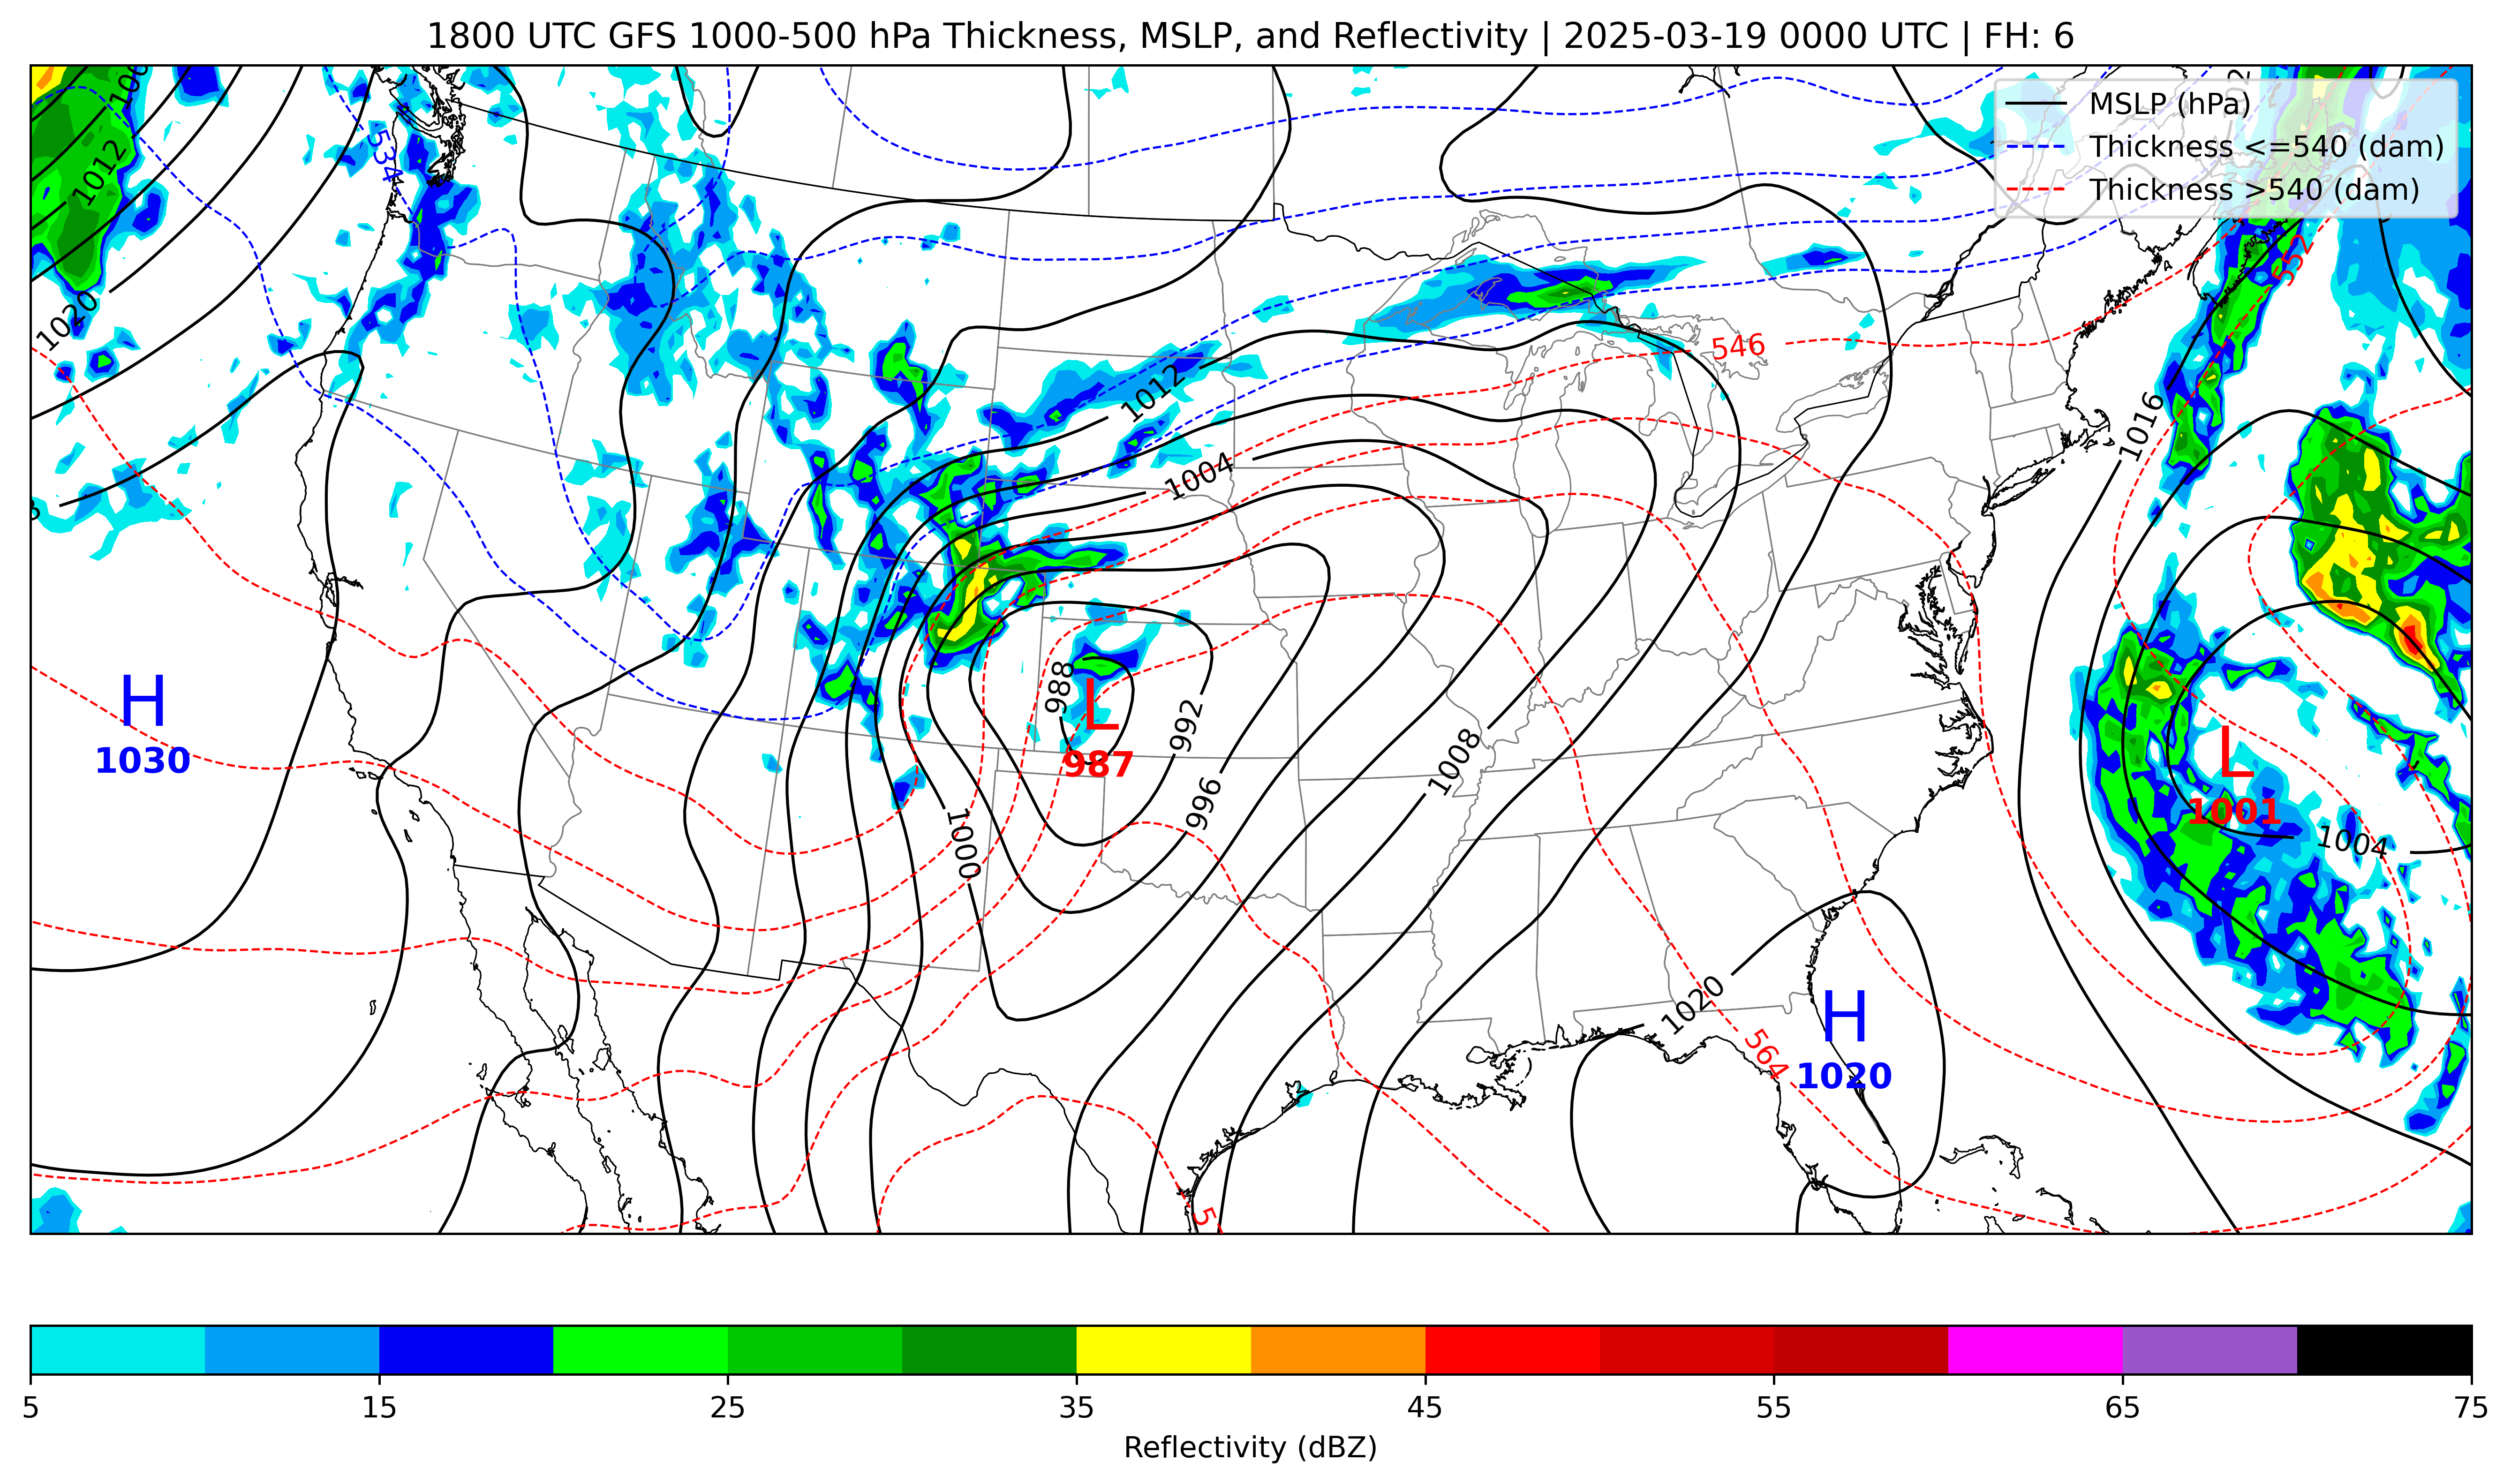 1800 UTC GFS 1000-500 hPa Thickness, MSLP, and Reflectivity | 2025-03-19 0000 UTC | FH: 6
MSLP (hPa)
Thickness <=540 (dam)
Thickness >540 (dam)
1012
534
1020
552
546
1012
1016
1004
H
1030
988
L
987
992
996
1008
1000
L
1001
1004
1020
H
1020
564
5 15 25 35 45 55 65 75
Reflectivity (dBZ)